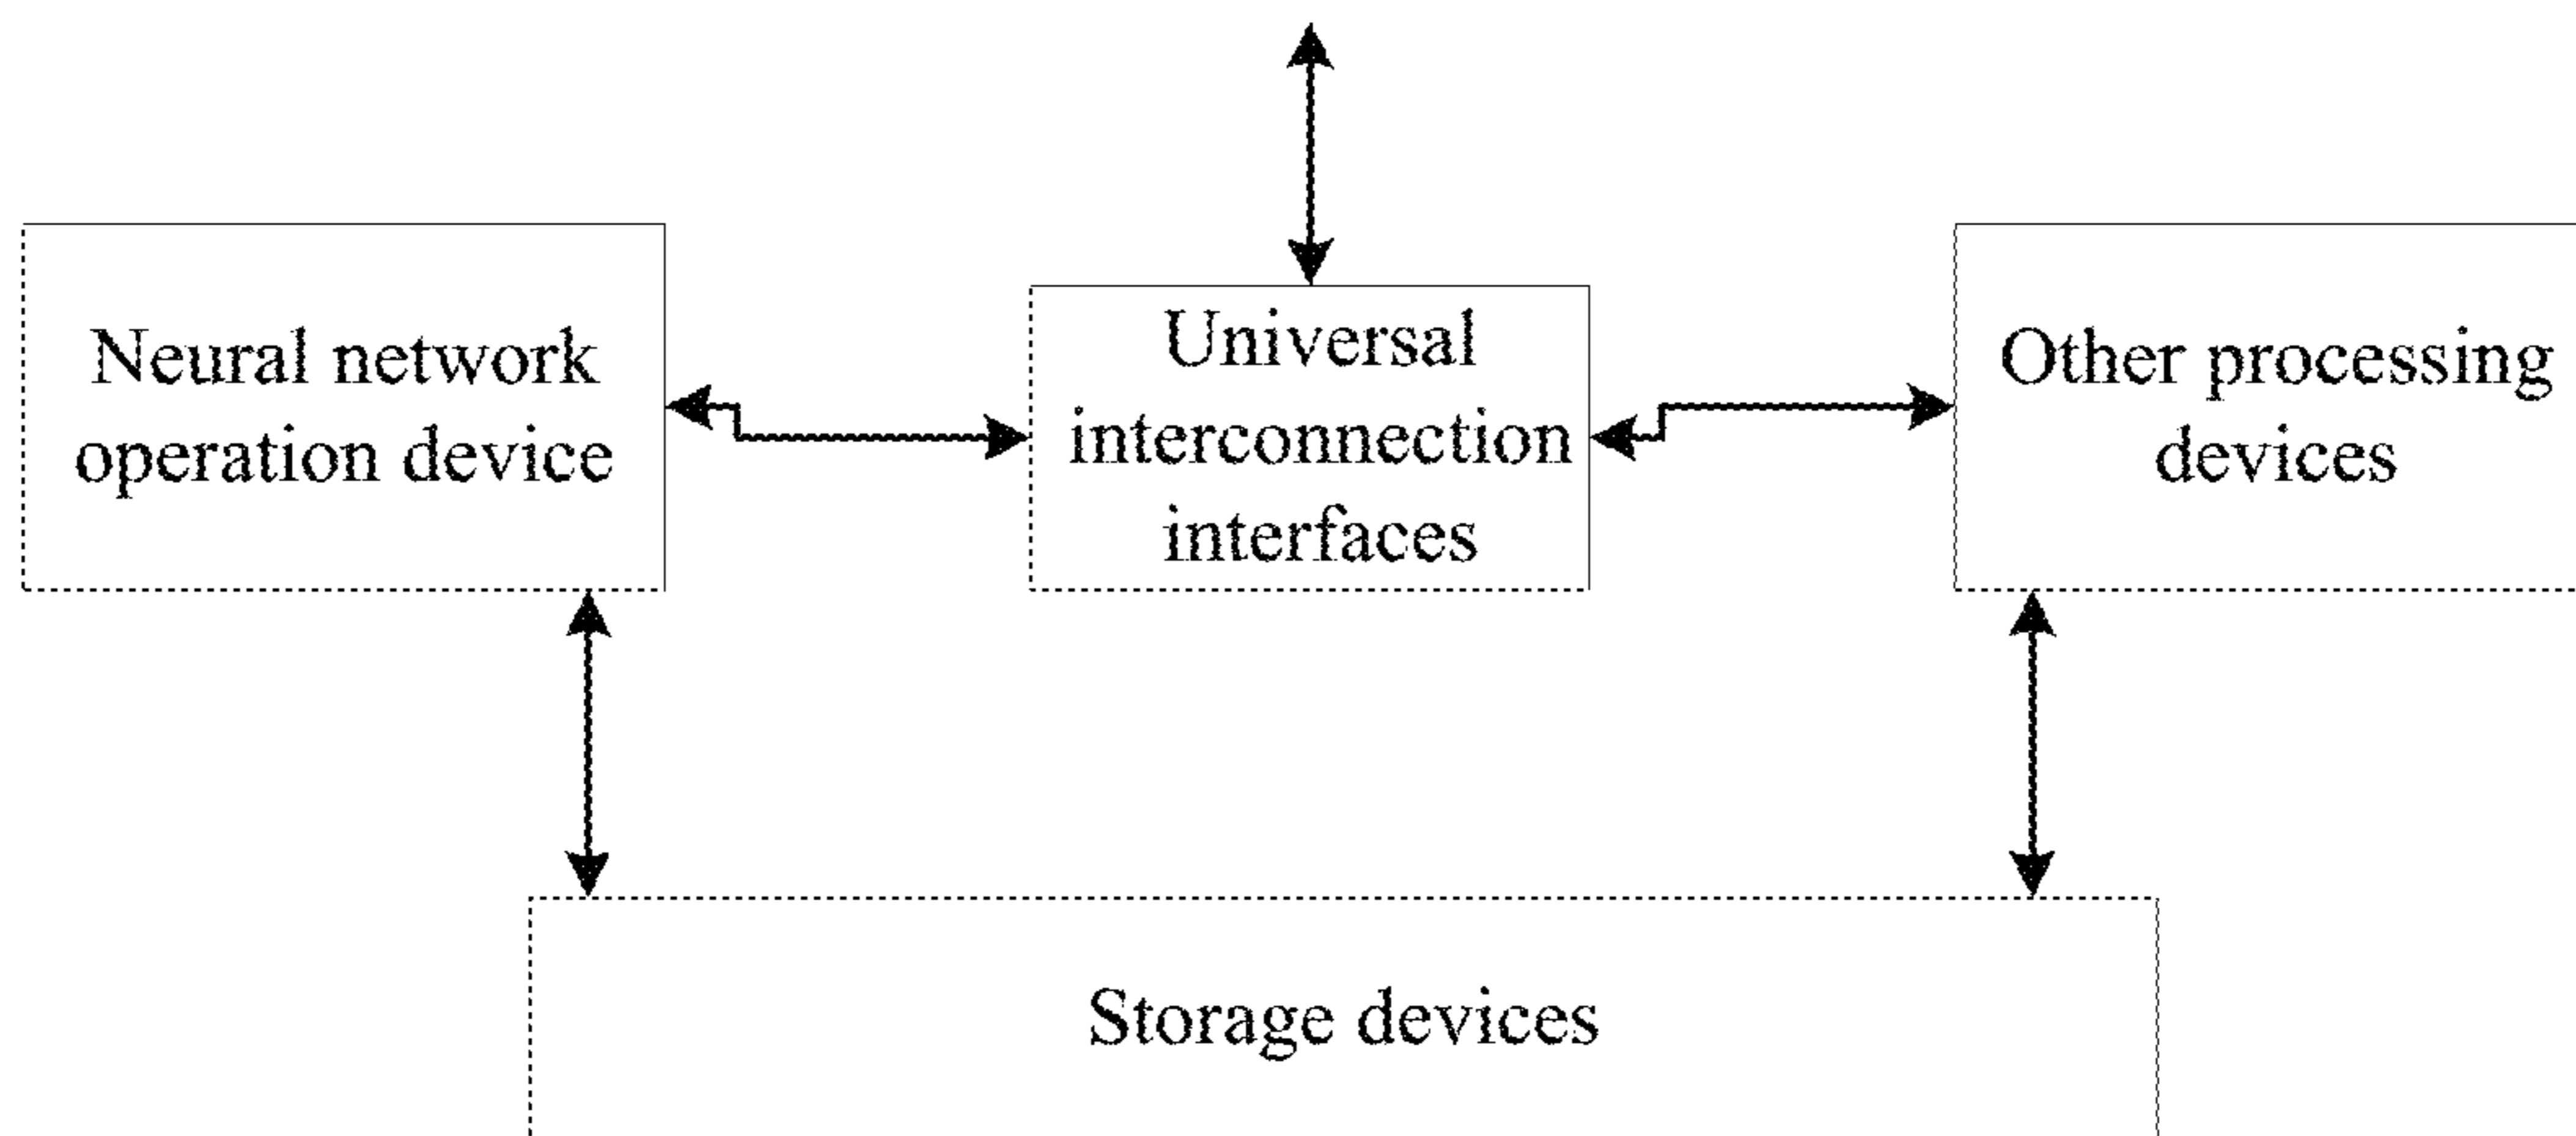 Neural network
operation device
Universal
interconnection
interfaces
Other processing
devices
Storage devices